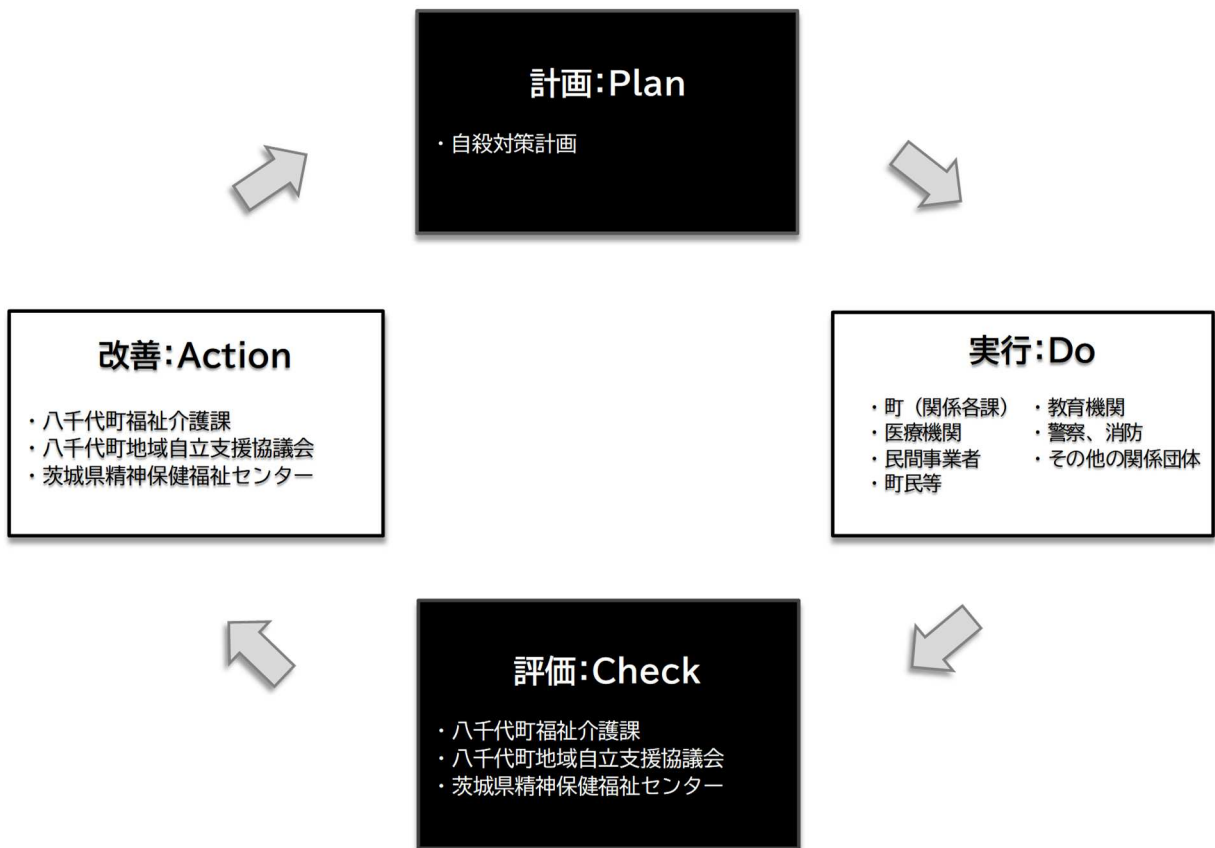 計画:Plan
・自殺対策計画
改善:Action
・八千代町福祉介護課
・八千代町地域自立支援協議会
・茨城県精神保健福祉センター
実行:Do
・町（関係各課） ・教育機関
・医療機関 ・警察、消防
・民間事業者 ・その他の関係団体
・町民等
評価:Check
・八千代町福祉介護課
・八千代町地域自立支援協議会
・茨城県精神保健福祉センター